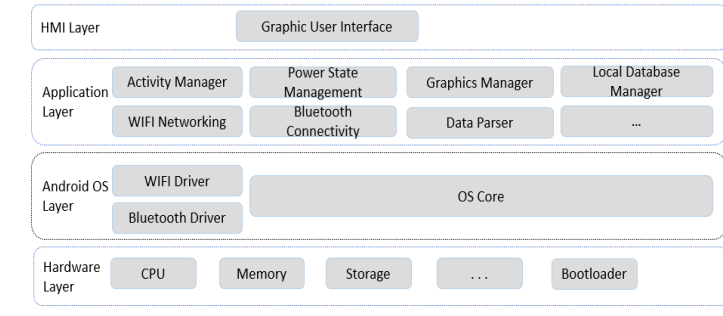 HMI Layer
Graphic User Interface
Application
Layer
Activity Manager
Power State
Management
Graphics Manager
Local Database
Manager
WIFI Networking
Bluetooth
Connectivity
Data Parser
...
Android OS
Layer
WIFI Driver
Bluetooth Driver
OS Core
Hardware
Layer
CPU
Memory
Storage
. . .
Bootloader